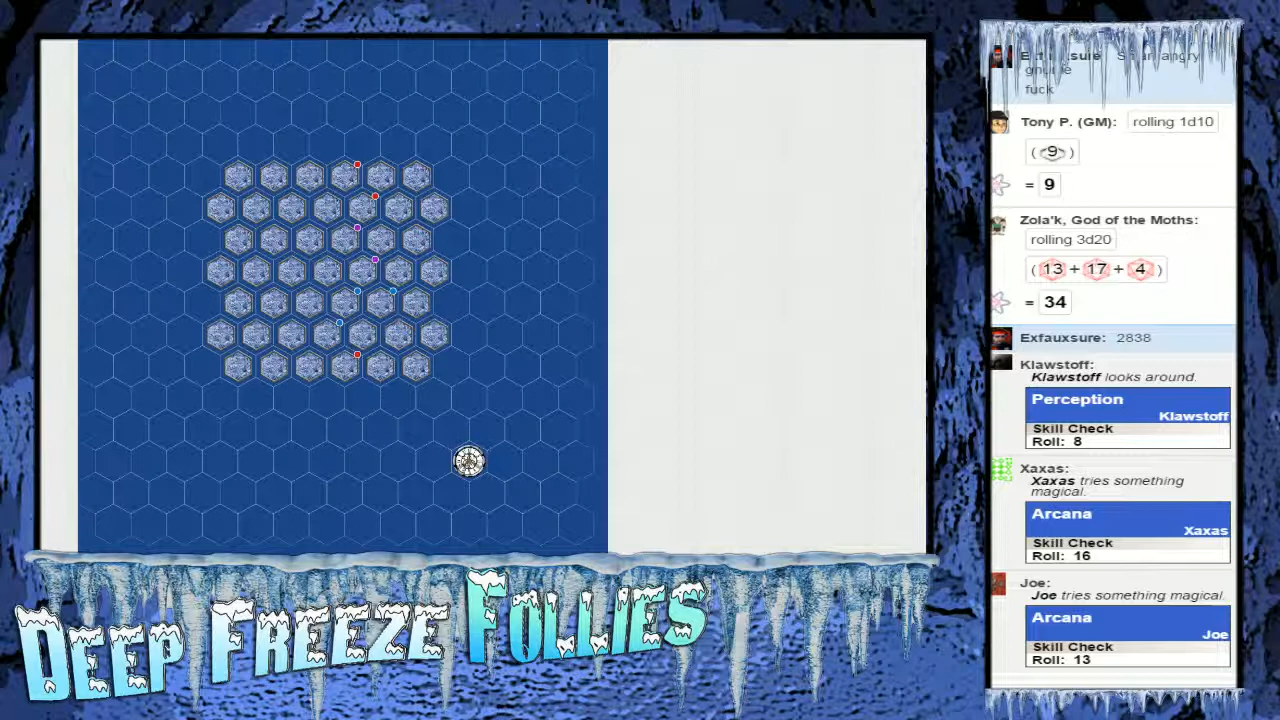 gnome
fuck
Tony P. (GM): rolling 1d10
( 9 )
= 9
Zola'k, God of the Moths:
rolling 3d20
( 13 + 17 + 4 )
= 34
Exfauxsure: 2838
Klawstoff:
Klawstoff looks around.
Perception
Klawstoff
Skill Check
Roll: 8
Xaxas:
Xaxas tries something
magical.
Arcana
Xaxas
Skill Check
Roll: 16
Joe:
Joe tries something magical.
Arcana
Joe
Skill Check
Roll: 13
DEEP FREEZE FOLLIES